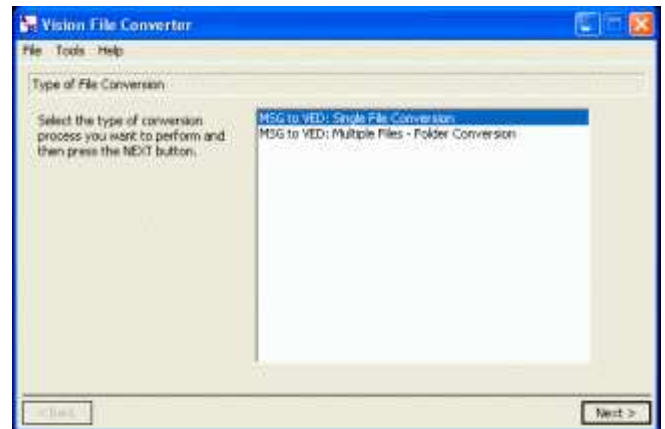 Vision File Converter
File Tools Help
Type of File Conversion
Select the type of conversion
process you want to perform and
then press the NEXT button.
MSG to VED: Single File Conversion
MSG to VED: Multiple Files - Folder Conversion
< Back
Next >